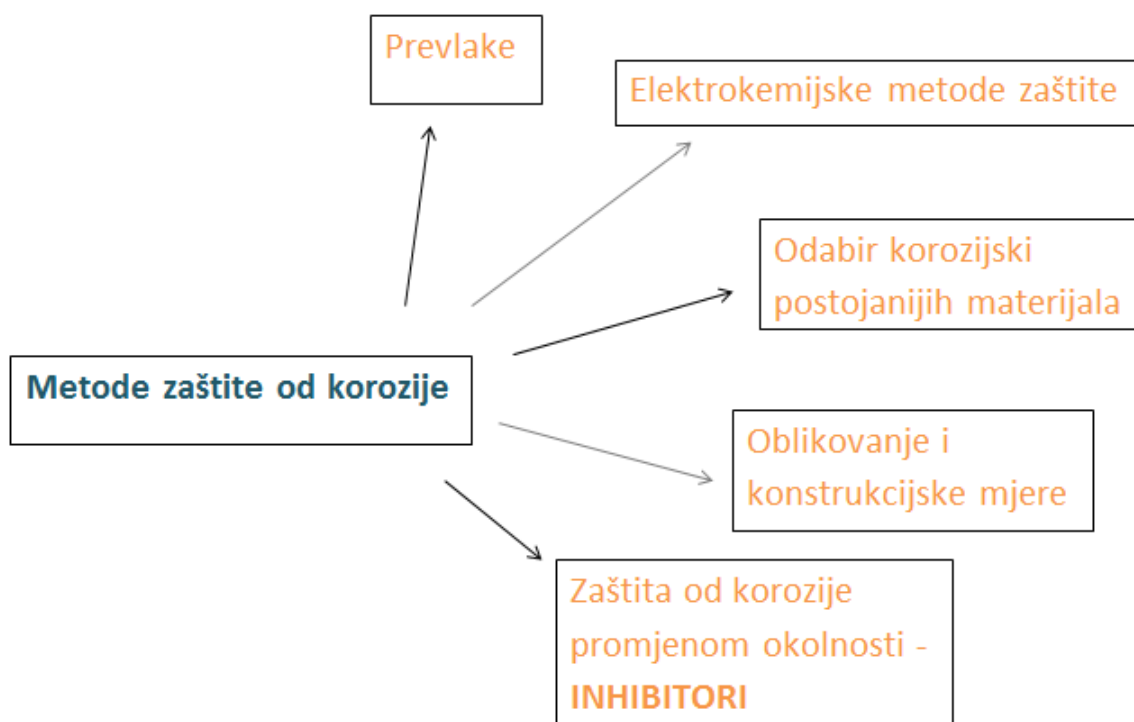 Prevlake
Elektrokemijske metode zaštite
Odabir korozijski
postojanijih materijala
Metode zaštite od korozije
Oblikovanje i
konstrukcijske mjere
Zaštita od korozije
promjenom okolnosti -
INHIBITORI